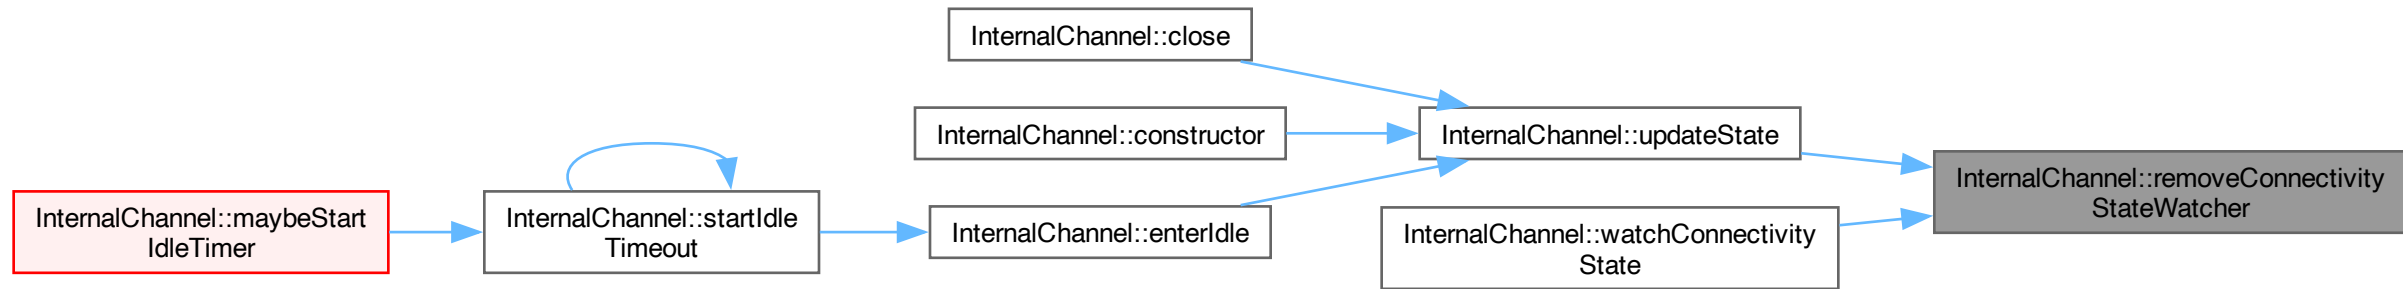 InternalChannel::close
InternalChannel::constructor
InternalChannel::updateState
InternalChannel::removeConnectivity
StateWatcher
InternalChannel::maybeStart
IdleTimer
InternalChannel::startIdle
Timeout
InternalChannel::enterIdle
InternalChannel::watchConnectivity
State